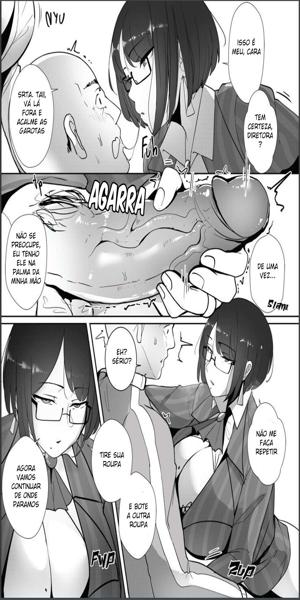 NYU
ISSO É
MEU, CARA
SRTA. TAII,
VÁ LÁ
FORA E
ACALME AS
GAROTAS
TEM
CERTEZA,
DIRETORA
?
FUH
AGARRA
NÃO SE
PREOCUPE,
EU TENHO
ELE NA
PALMA DA
MINHA MÃO
DE UMA
VEZ...
Slam
EH?
SÉRIO?
NÃO ME
FAÇA
REPETIR
TIRE SUA
ROUPA
AGORA
VAMOS
CONTINUAR
DE ONDE
PARAMOS
E BOTE A
OUTRA
ROUPA
FWP
ZUP